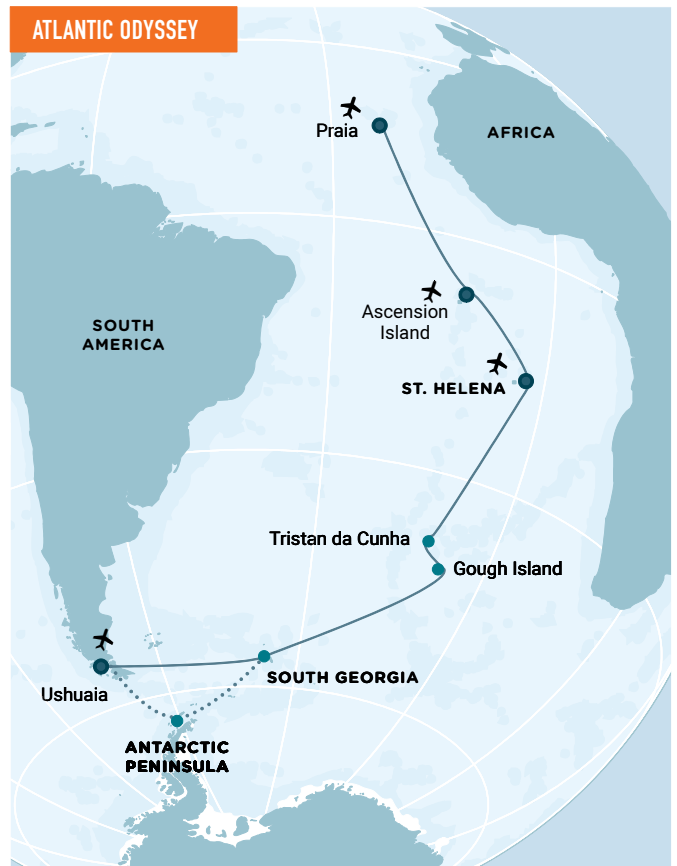 ATLANTIC ODYSSEY
Praia
AFRICA
Ascension
Island
SOUTH
AMERICA
ST. HELENA
Tristan da Cunha
Gough Island
SOUTH GEORGIA
Ushuaia
ANTARCTIC
PENINSULA